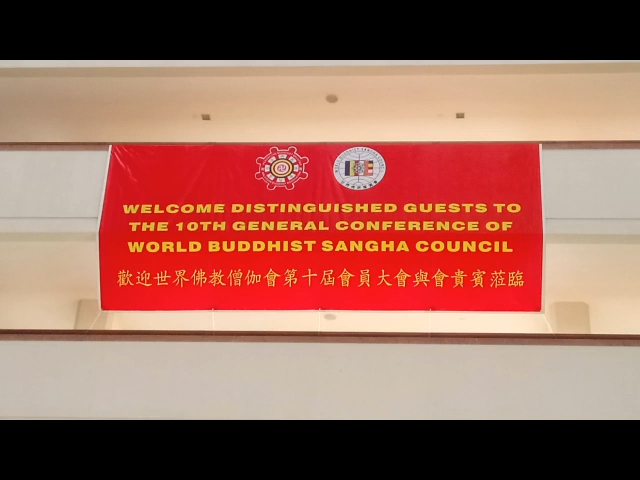 WELCOME DISTINGUISHED GUESTS TO
THE 10TH GENERAL CONFERENCE OF
WORLD BUDDHIST SANGHA COUNCIL
歡迎世界佛教僧伽會第十屆會員大會與會貴賓蒞臨